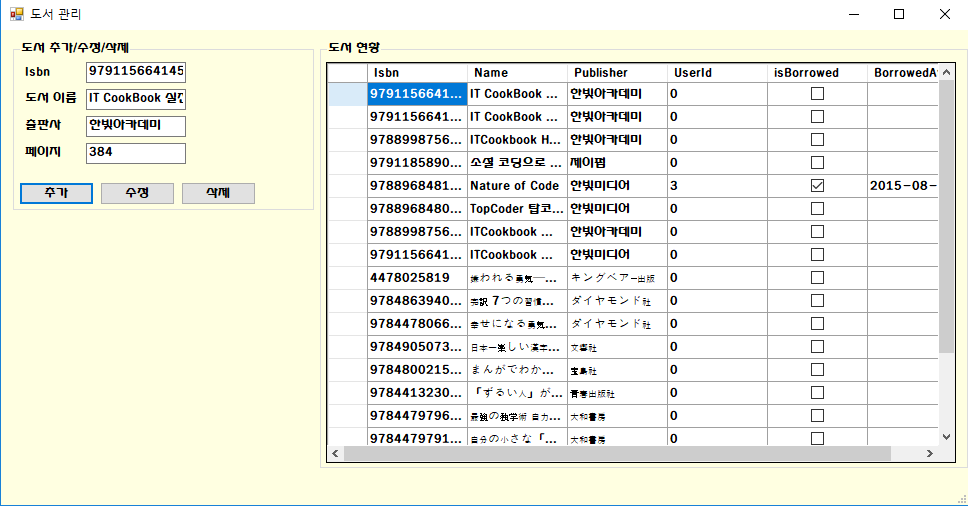 도서 관리
도서 추가/수정/삭제
Isbn 979115664145
도서 이름 IT CookBook 실전
출판사 한빛아카데미
페이지 384
추가 수정 삭제
도서 현황
Isbn Name Publisher UserId isBorrowed BorrowedA
9791156641... IT CookBook ... 한빛아카데미 0
9791156641... IT CookBook ... 한빛아카데미 0
9788998756... ITCookbook H... 한빛아카데미 0
9791185890... 소셜 코딩으로 ... 제이펍 0
9788968481... Nature of Code 한빛미디어 3 2015-08-
9788968480... TopCoder 탑코... 한빛미디어 0
9788998756... ITCookbook ... 한빛아카데미 0
9791156641... ITCookbook ... 한빛미디어 0
4478025819 嫌われる勇気―... キングベアー出版 0
9784863940... 完訳 7つの習慣... ダイヤモンド社 0
9784478066... 幸せになる勇気... ダイヤモンド社 0
9784905073... 日本一楽しい漢字... 文響社 0
9784800215... まんがでわか... 宝島社 0
9784413230... 「ずるい人」が... 青春出版社 0
9784479796... 最強の独学術 自力... 大和書房 0
9784479791... 自分の小さな「... 大和書房 0